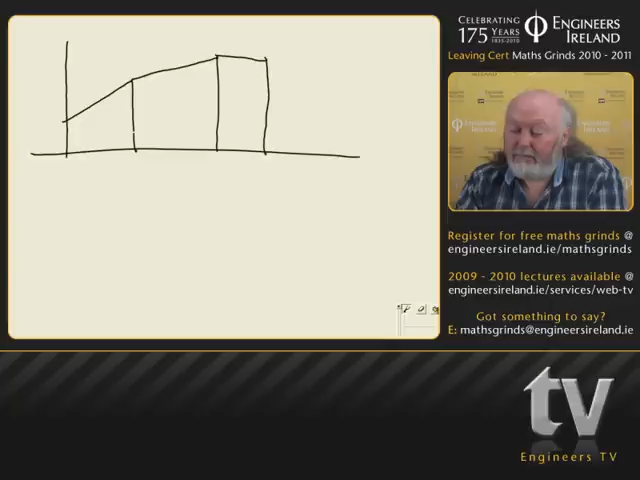 CELEBRATING
175 YEARS
1835-2010
ENGINEERS
IRELAND
Leaving Cert Maths Grinds 2010 - 2011
Register for free maths grinds @
engineersireland.ie/mathsgrinds
2009 - 2010 lectures available @
engineersireland.ie/services/web-tv
Got something to say?
E: mathsgrinds@engineersireland.ie
tv
Engineers TV